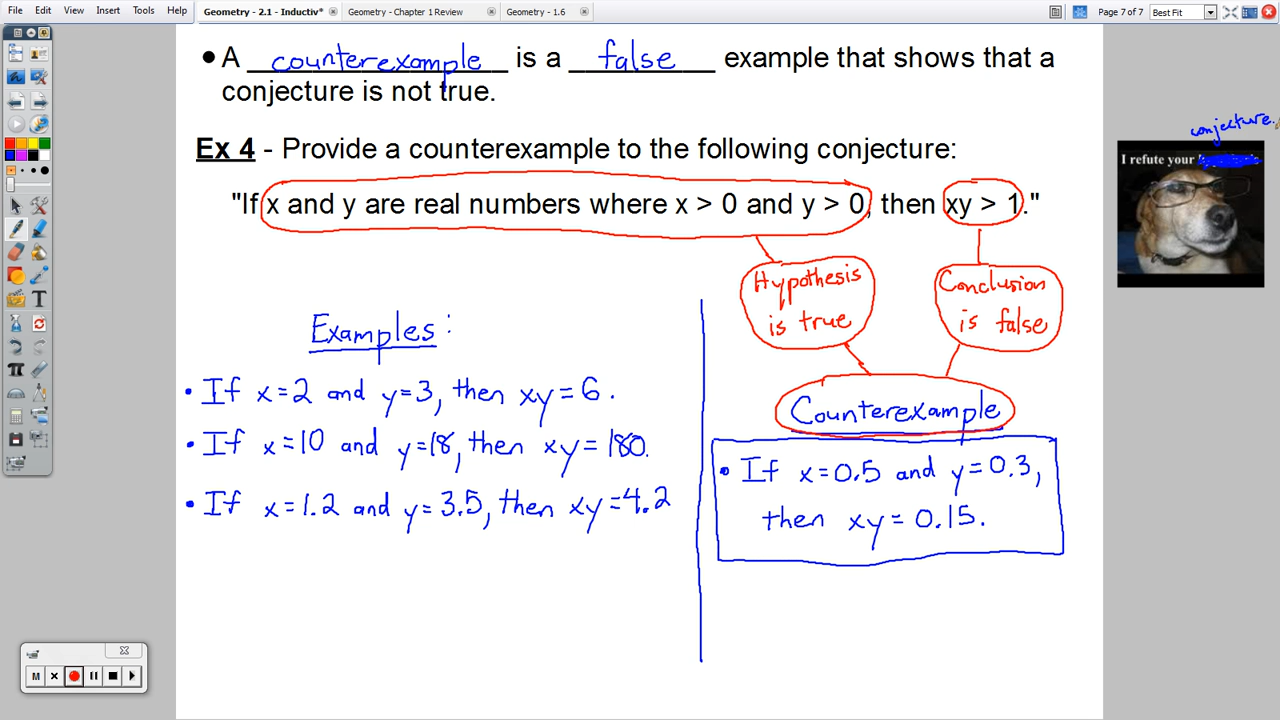 File Edit View Insert Tools Help
Geometry - 2.1 - Inductiv*
Geometry - Chapter 1 Review
Geometry - 1.6
Page 7 of 7
Best Fit
• A counterexample is a false example that shows that a
conjecture is not true.
Ex 4 - Provide a counterexample to the following conjecture:
"If x and y are real numbers where x > 0 and y > 0, then xy > 1."
conjecture.
I refute your
Hypothesis
is true
Conclusion
is false
Examples:
• If x=2 and y=3, then xy=6.
• If x=10 and y=18, then xy=180.
• If x=1.2 and y=3.5, then xy=4.2
Counterexample
• If x=0.5 and y=0.3,
then xy=0.15.
M